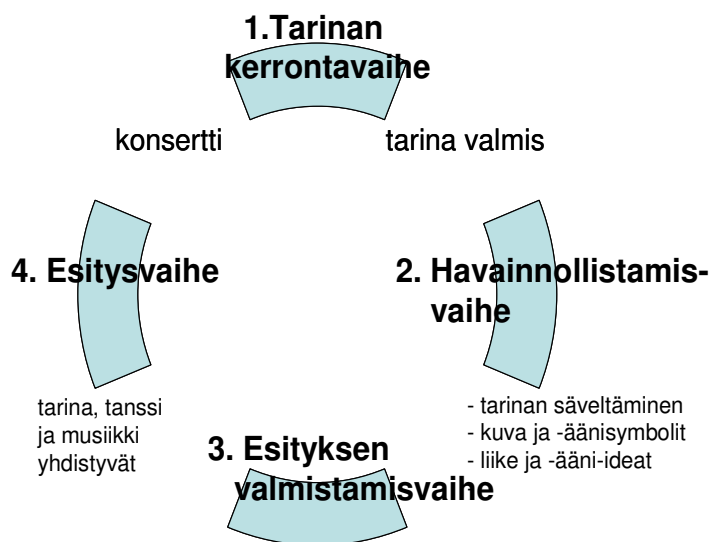 1.Tarinan
kerrontavaihe
konsertti
tarina valmis
2. Havainnollistamis-
vaihe
- tarinan säveltäminen
- kuva ja -äänisymbolit
- liike ja -ääni-ideat
3. Esityksen
valmistamisvaihe
4. Esitysvaihe
tarina, tanssi
ja musiikki
yhdistyvät